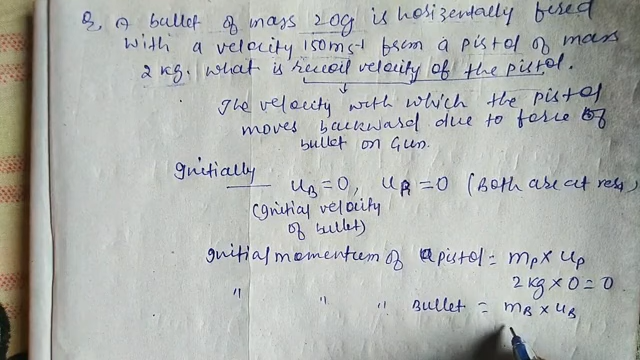 Q. A bullet of mass 20g is horizentally fired
with a velocity 150ms-1 from a pistol of mass
2 kg. what is recoil velocity of the pistol.
The velocity with which the pistol
moves backward due to force of
bullet on Gun.
Initially uB=0, uP=0 (Both are at rest)
(Initial velocity
of bullet)
Initial momentum of pistol = mP × uP
2 kg × 0 = 0
" " " Bullet = mB × uB